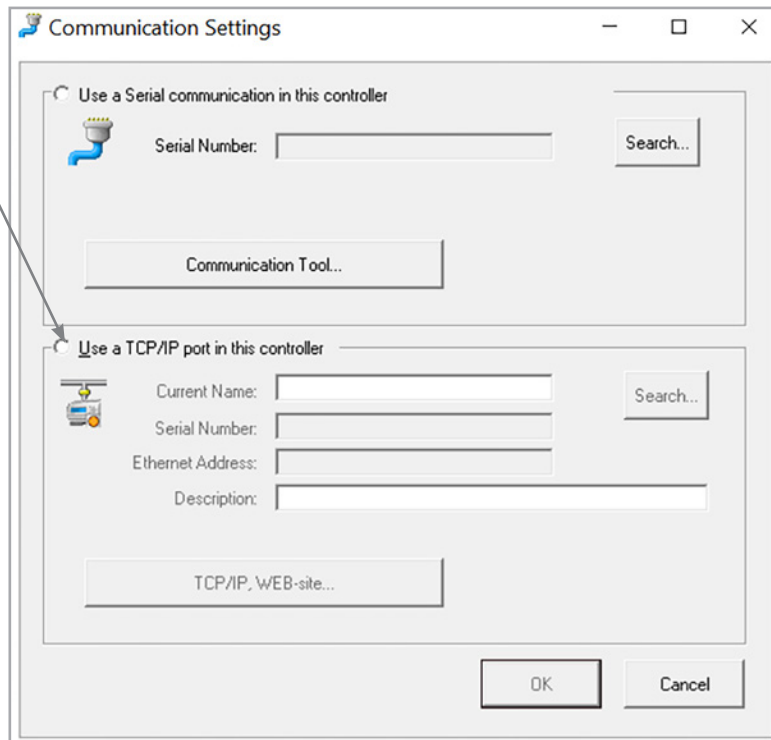 Communication Settings
Use a Serial communication in this controller
Serial Number:
Search...
Communication Tool...
Use a TCP/IP port in this controller
Current Name:
Search...
Serial Number:
Ethernet Address:
Description:
TCP/IP, WEB-site...
OK
Cancel